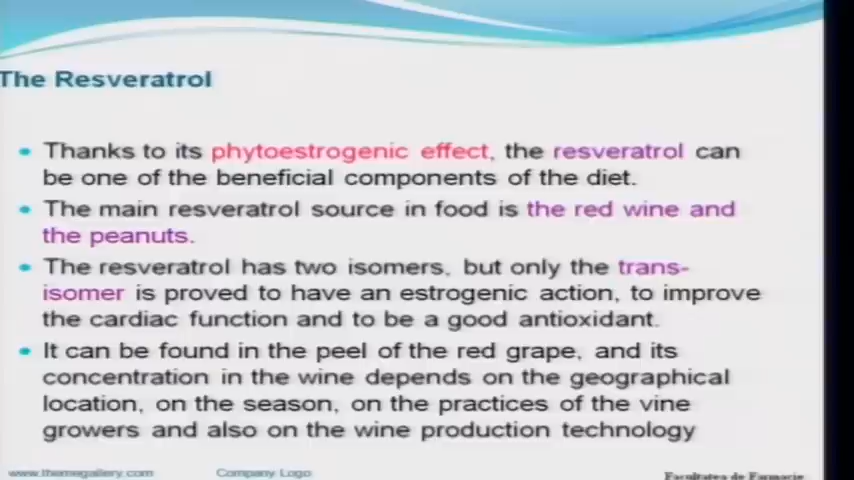 The Resveratrol
Thanks to its phytoestrogenic effect, the resveratrol can
be one of the beneficial components of the diet.
The main resveratrol source in food is the red wine and
the peanuts.
The resveratrol has two isomers, but only the trans-
isomer is proved to have an estrogenic action, to improve
the cardiac function and to be a good antioxidant.
It can be found in the peel of the red grape, and its
concentration in the wine depends on the geographical
location, on the season, on the practices of the vine
growers and also on the wine production technology
www.themegallery.com
Company Logo
Facultatea de Farmacie